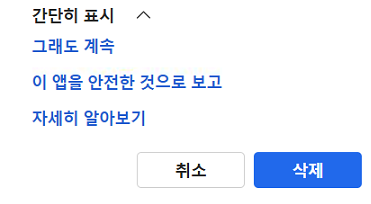 간단히 표시
그래도 계속
이 앱을 안전한 것으로 보고
자세히 알아보기
취소 삭제